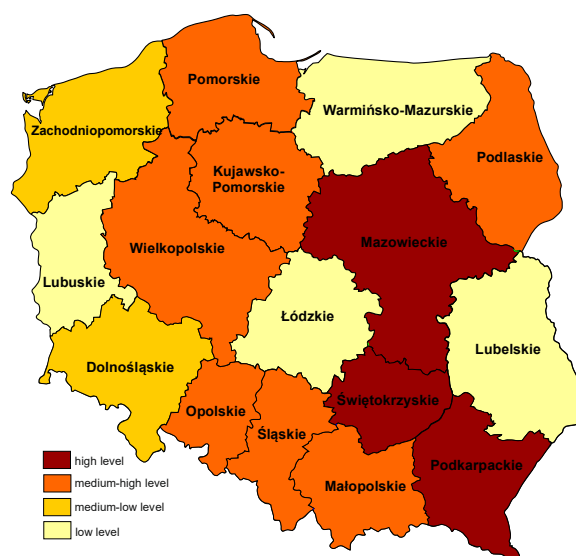 Pomorskie
Warmińsko-Mazurskie
Zachodniopomorskie
Podlaskie
Kujawsko-
Pomorskie
Wielkopolskie
Mazowieckie
Lubuskie
Łódzkie
Lubelskie
Dolnośląskie
Świętokrzyskie
Opolskie
Śląskie
Podkarpackie
Małopolskie
high level
medium-high level
medium-low level
low level